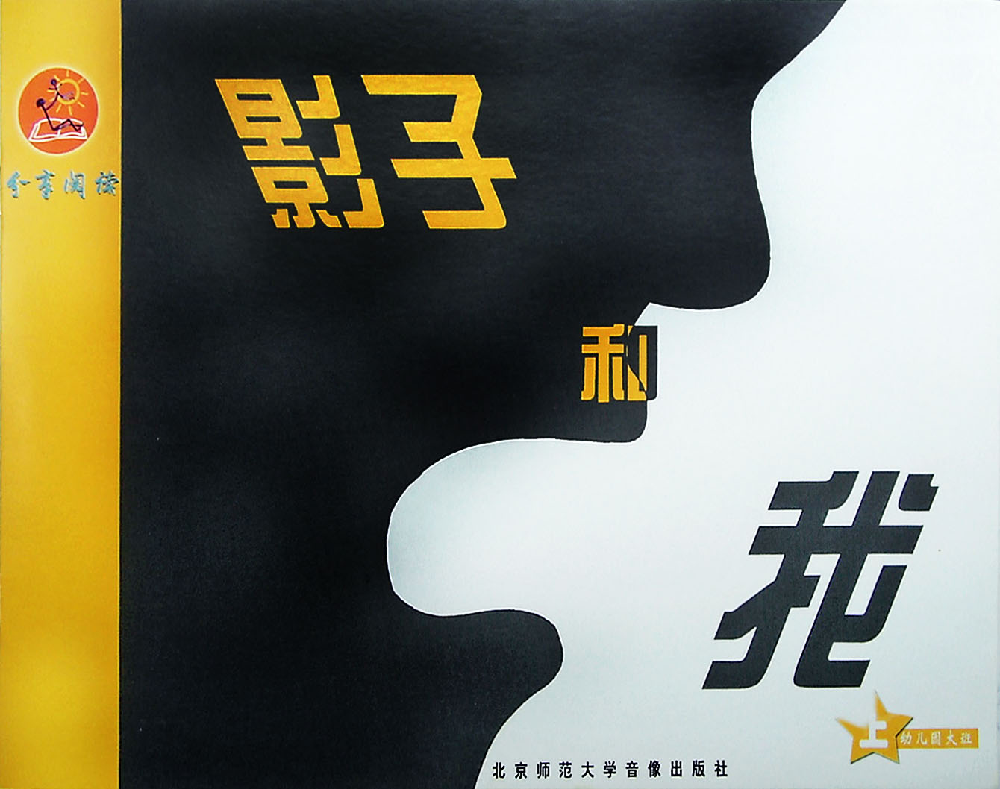 分享阅读
影子
和
我
上
幼儿园大班
北京师范大学音像出版社